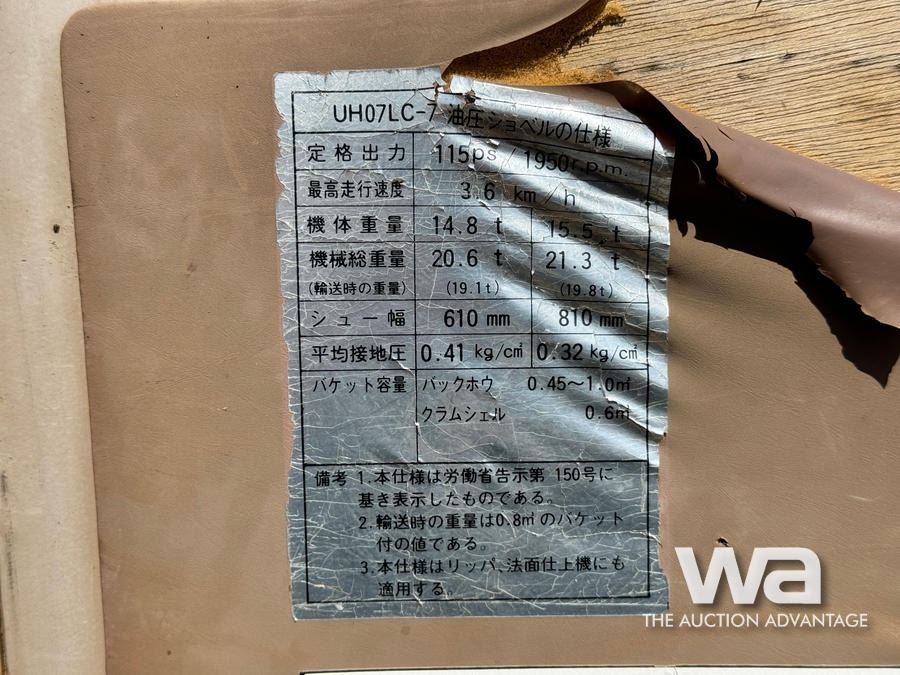 UH07LC-7 油圧ショベルの仕様
定格出力 115ps / 1950r.p.m.
最高走行速度 3.6 km / h
機体重量 14.8 t 15.5 t
機械総重量 20.6 t 21.3 t
(輸送時の重量) (19.1t) (19.8t)
シュー幅 610 mm 810 mm
平均接地圧 0.41 kg/c㎡ 0.32 kg/c㎡
バケット容量 バックホウ 0.45～1.0㎥
クラムシェル 0.6㎥
備考 1.本仕様は労働省告示第 150号に
基き表示したものである。
2.輸送時の重量は0.8㎥のバケット
付の値である。
3.本仕様はリッパ、法面仕上機にも
適用する。
wa
THE AUCTION ADVANTAGE